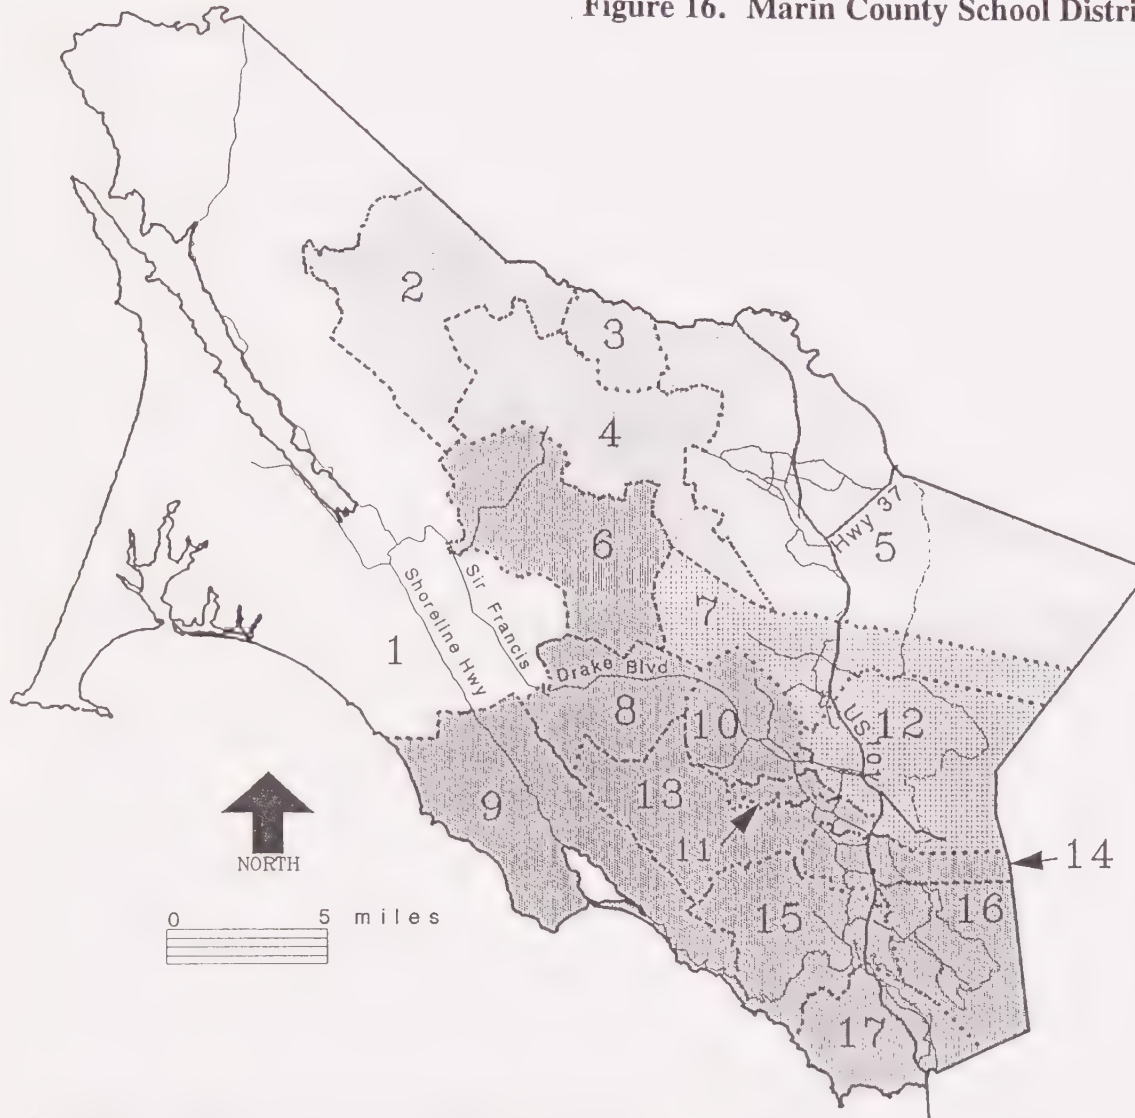 Figure 16. Marin County School Distri
2
3
4
Hwy 37
5
6
7
Sir Francis
Drake Blvd
Shoreline Hwy
1
8
10
US 101
12
9
13
11
14
NORTH
15
16
0 5 miles
17